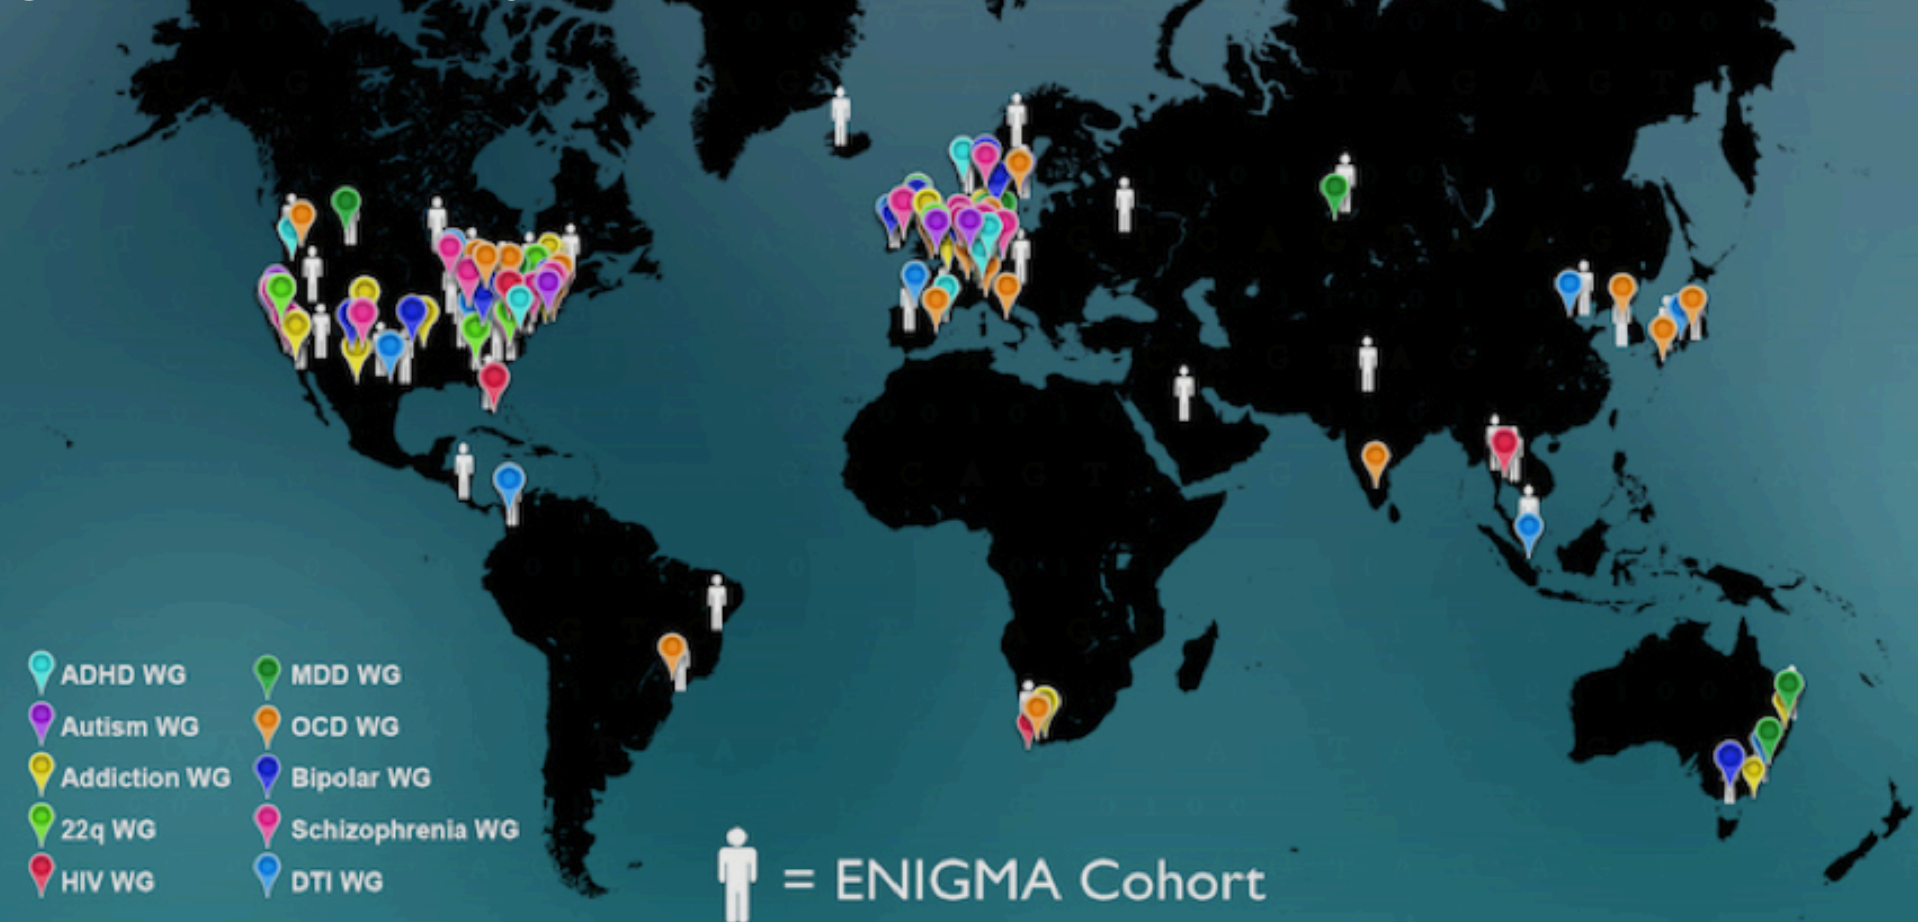 ADHD WG
Autism WG
Addiction WG
22q WG
HIV WG
MDD WG
OCD WG
Bipolar WG
Schizophrenia WG
DTI WG
= ENIGMA Cohort